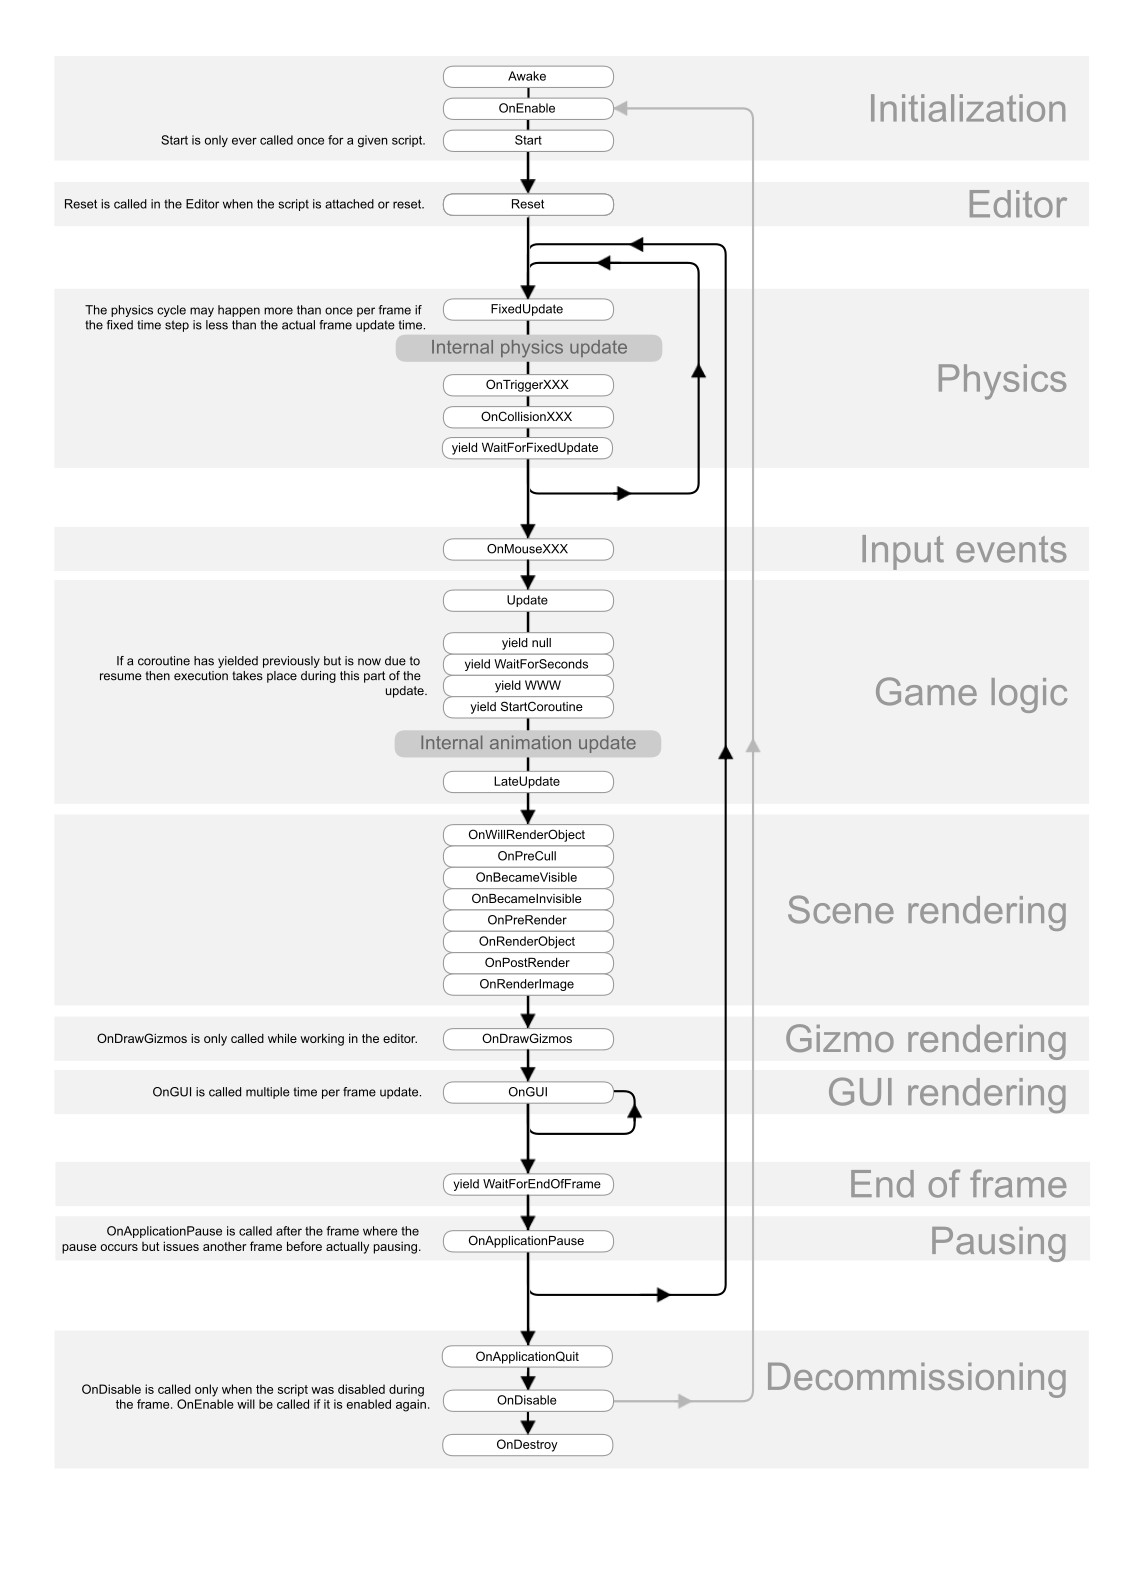 Awake
OnEnable
Initialization
Start is only ever called once for a given script.
Start
Reset is called in the Editor when the script is attached or reset.
Reset
Editor
The physics cycle may happen more than once per frame if
the fixed time step is less than the actual frame update time.
FixedUpdate
Internal physics update
OnTriggerXXX
Physics
OnCollisionXXX
yield WaitForFixedUpdate
OnMouseXXX
Input events
Update
yield null
If a coroutine has yielded previously but is now due to
resume then execution takes place during this part of the
update.
yield WaitForSeconds
yield WWW
yield StartCoroutine
Game logic
Internal animation update
LateUpdate
OnWillRenderObject
OnPreCull
OnBecameVisible
OnBecameInvisible
Scene rendering
OnPreRender
OnRenderObject
OnPostRender
OnRenderImage
OnDrawGizmos is only called while working in the editor.
OnDrawGizmos
Gizmo rendering
OnGUI is called multiple time per frame update.
OnGUI
GUI rendering
yield WaitForEndOfFrame
End of frame
OnApplicationPause is called after the frame where the
pause occurs but issues another frame before actually pausing.
OnApplicationPause
Pausing
OnApplicationQuit
Decommissioning
OnDisable is called only when the script was disabled during
the frame. OnEnable will be called if it is enabled again.
OnDisable
OnDestroy